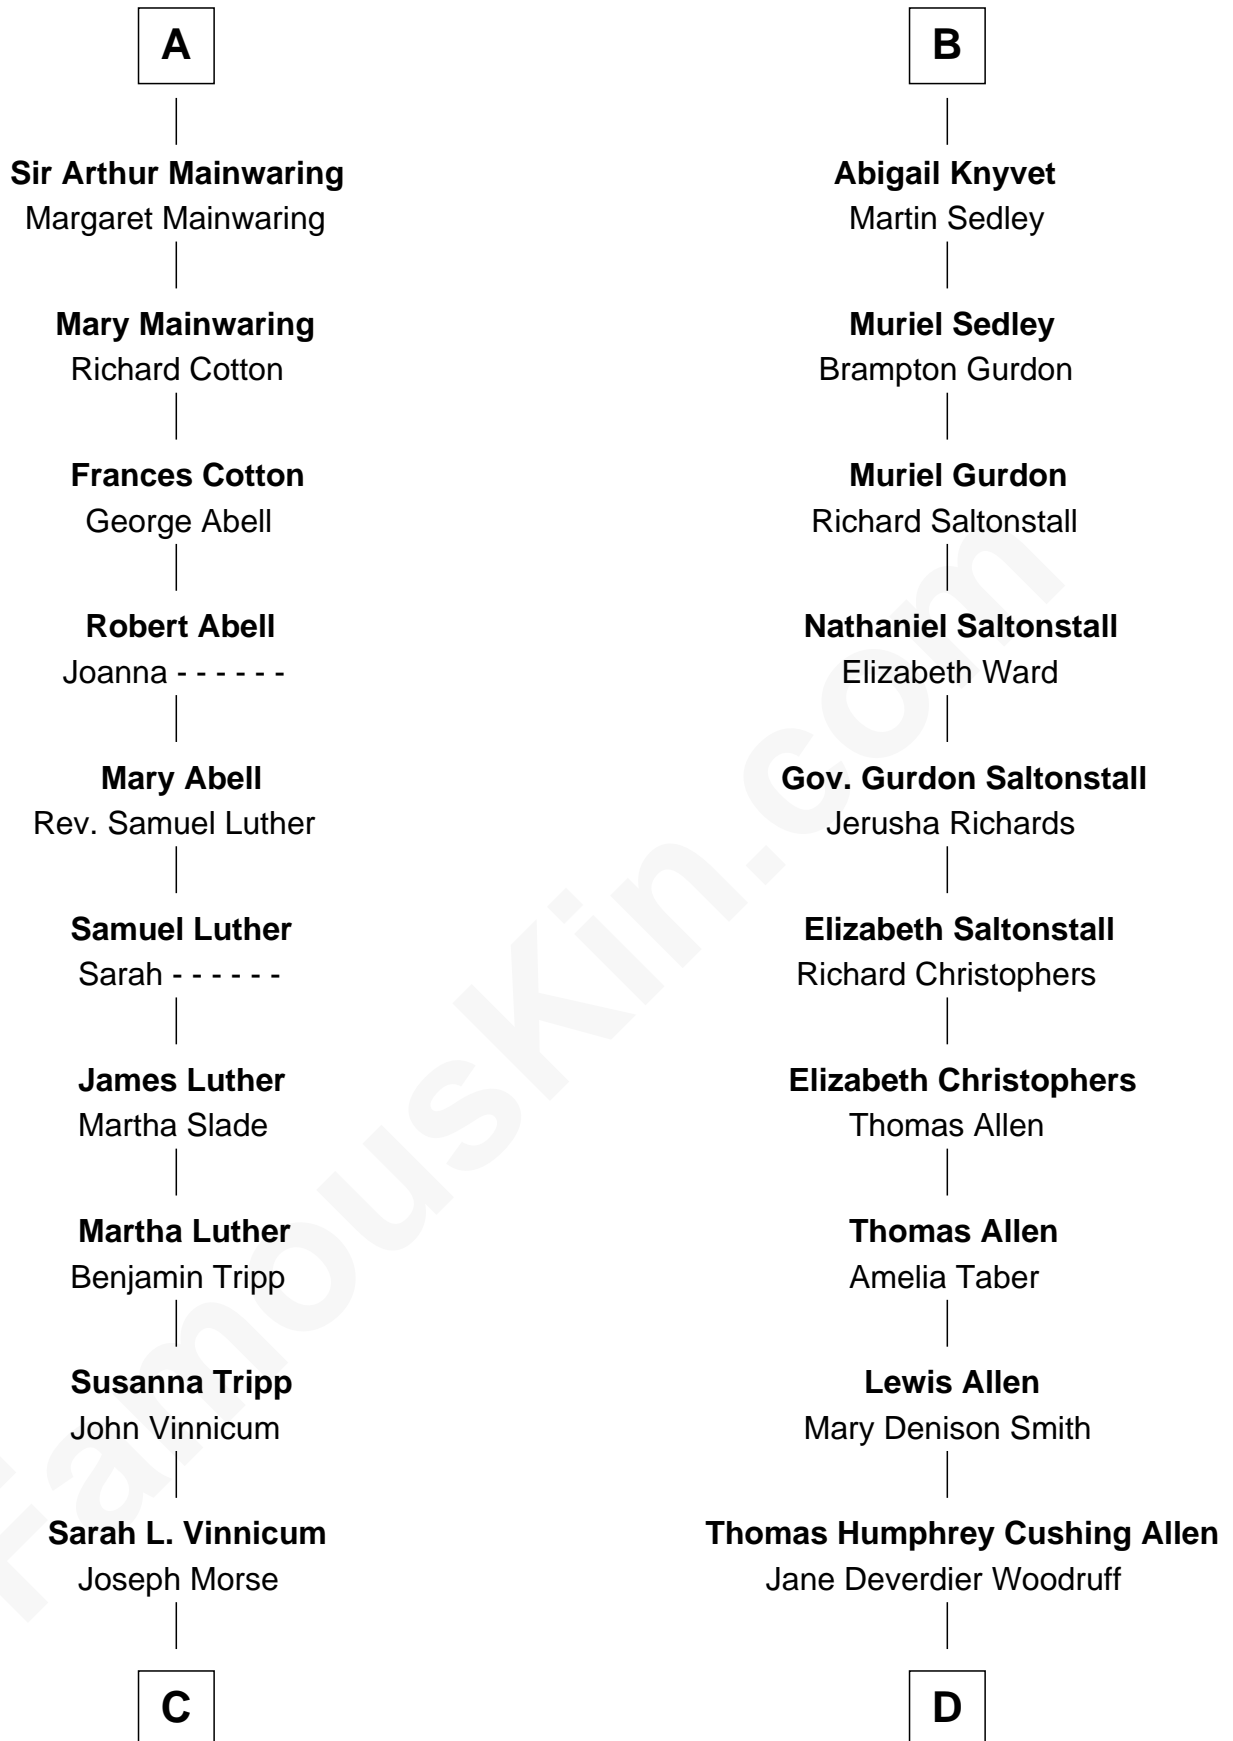 A
Sir Arthur Mainwaring
Margaret Mainwaring
Mary Mainwaring
Richard Cotton
Frances Cotton
George Abell
Robert Abell
Joanna - - - - - -
Mary Abell
Rev. Samuel Luther
Samuel Luther
Sarah - - - - - -
James Luther
Martha Slade
Martha Luther
Benjamin Tripp
Susanna Tripp
John Vinnicum
Sarah L. Vinnicum
Joseph Morse
C
B
Abigail Knyvet
Martin Sedley
Muriel Sedley
Brampton Gurdon
Muriel Gurdon
Richard Saltonstall
Nathaniel Saltonstall
Elizabeth Ward
Gov. Gurdon Saltonstall
Jerusha Richards
Elizabeth Saltonstall
Richard Christophers
Elizabeth Christophers
Thomas Allen
Thomas Allen
Amelia Taber
Lewis Allen
Mary Denison Smith
Thomas Humphrey Cushing Allen
Jane Deverdier Woodruff
D
FamousKin.com